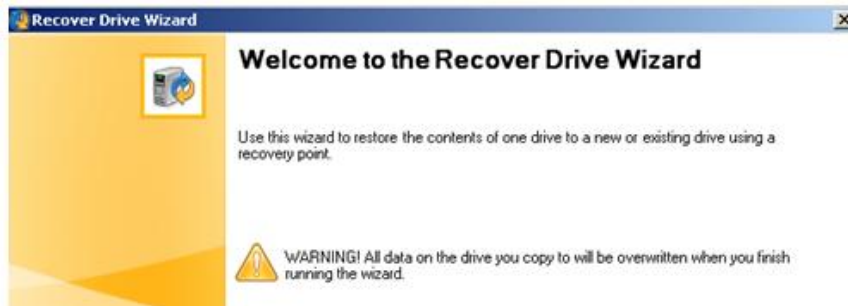 Recover Drive Wizard
Welcome to the Recover Drive Wizard
Use this wizard to restore the contents of one drive to a new or existing drive using a
recovery point.
WARNING! All data on the drive you copy to will be overwritten when you finish
running the wizard.